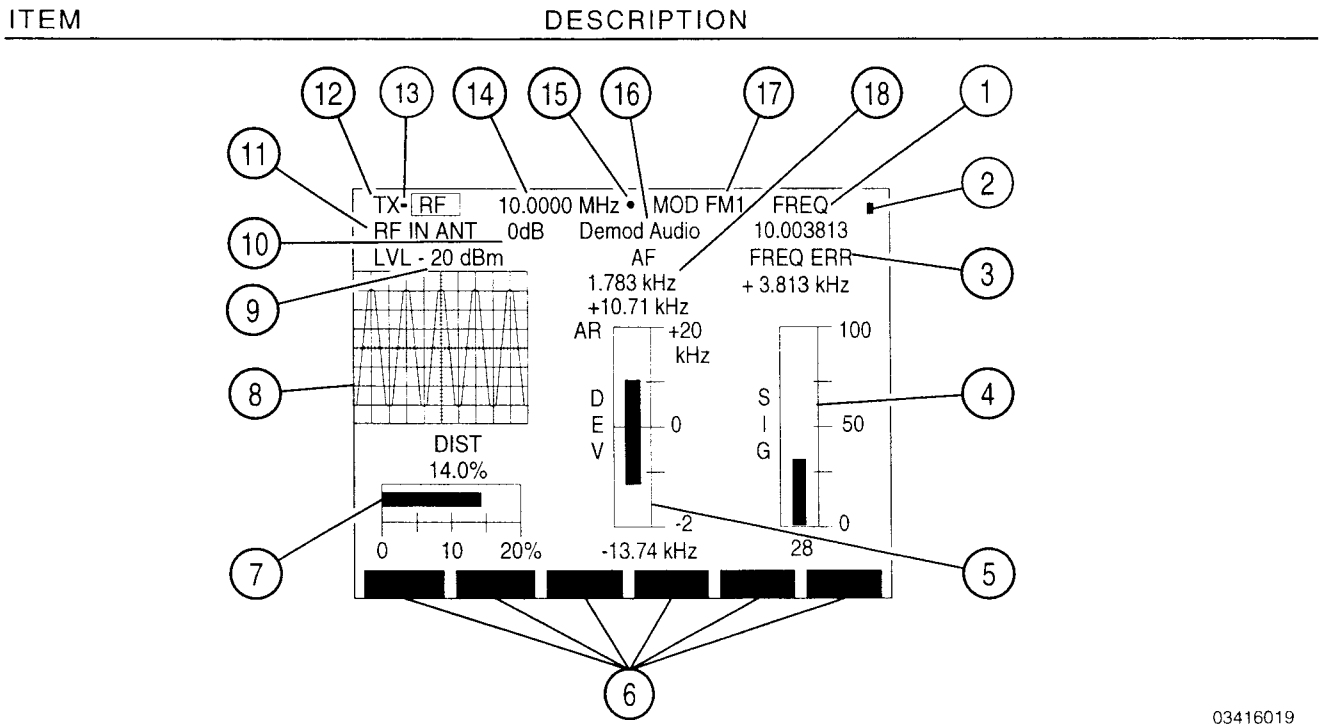 ITEM DESCRIPTION
12 13 14 15 16 17 18 1
11
2
TX- RF 10.0000 MHz • MOD FM1 FREQ
10 RF IN ANT 0dB Demod Audio 10.003813
LVL - 20 dBm AF FREQ ERR
3
1.783 kHz + 3.813 kHz
9
+10.71 kHz
AR +20 100
kHz
8
D S 4
E 0 I 50
V G
DIST
14.0%
-2 0
0 10 20% -13.74 kHz 28
7
5
6
03416019